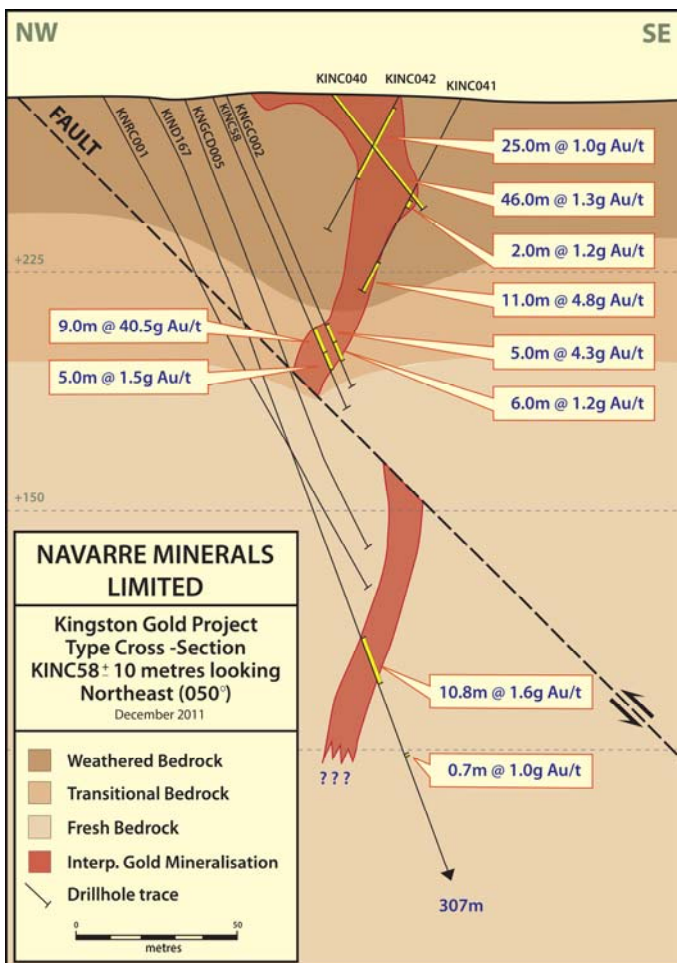 NW
SE
KINC040
KINC042
KINC041
KNRC001
KIND167
KNGCD005
KINC58
KNGC002
FAULT
25.0m @ 1.0g Au/t
46.0m @ 1.3g Au/t
2.0m @ 1.2g Au/t
+225
11.0m @ 4.8g Au/t
9.0m @ 40.5g Au/t
5.0m @ 4.3g Au/t
5.0m @ 1.5g Au/t
6.0m @ 1.2g Au/t
+150
NAVARRE MINERALS
LIMITED
Kingston Gold Project
Type Cross -Section
KINC58 ± 10 metres looking
Northeast (050°)
December 2011
10.8m @ 1.6g Au/t
0.7m @ 1.0g Au/t
? ? ?
Weathered Bedrock
Transitional Bedrock
Fresh Bedrock
Interp. Gold Mineralisation
Drillhole trace
0 50
metres
307m